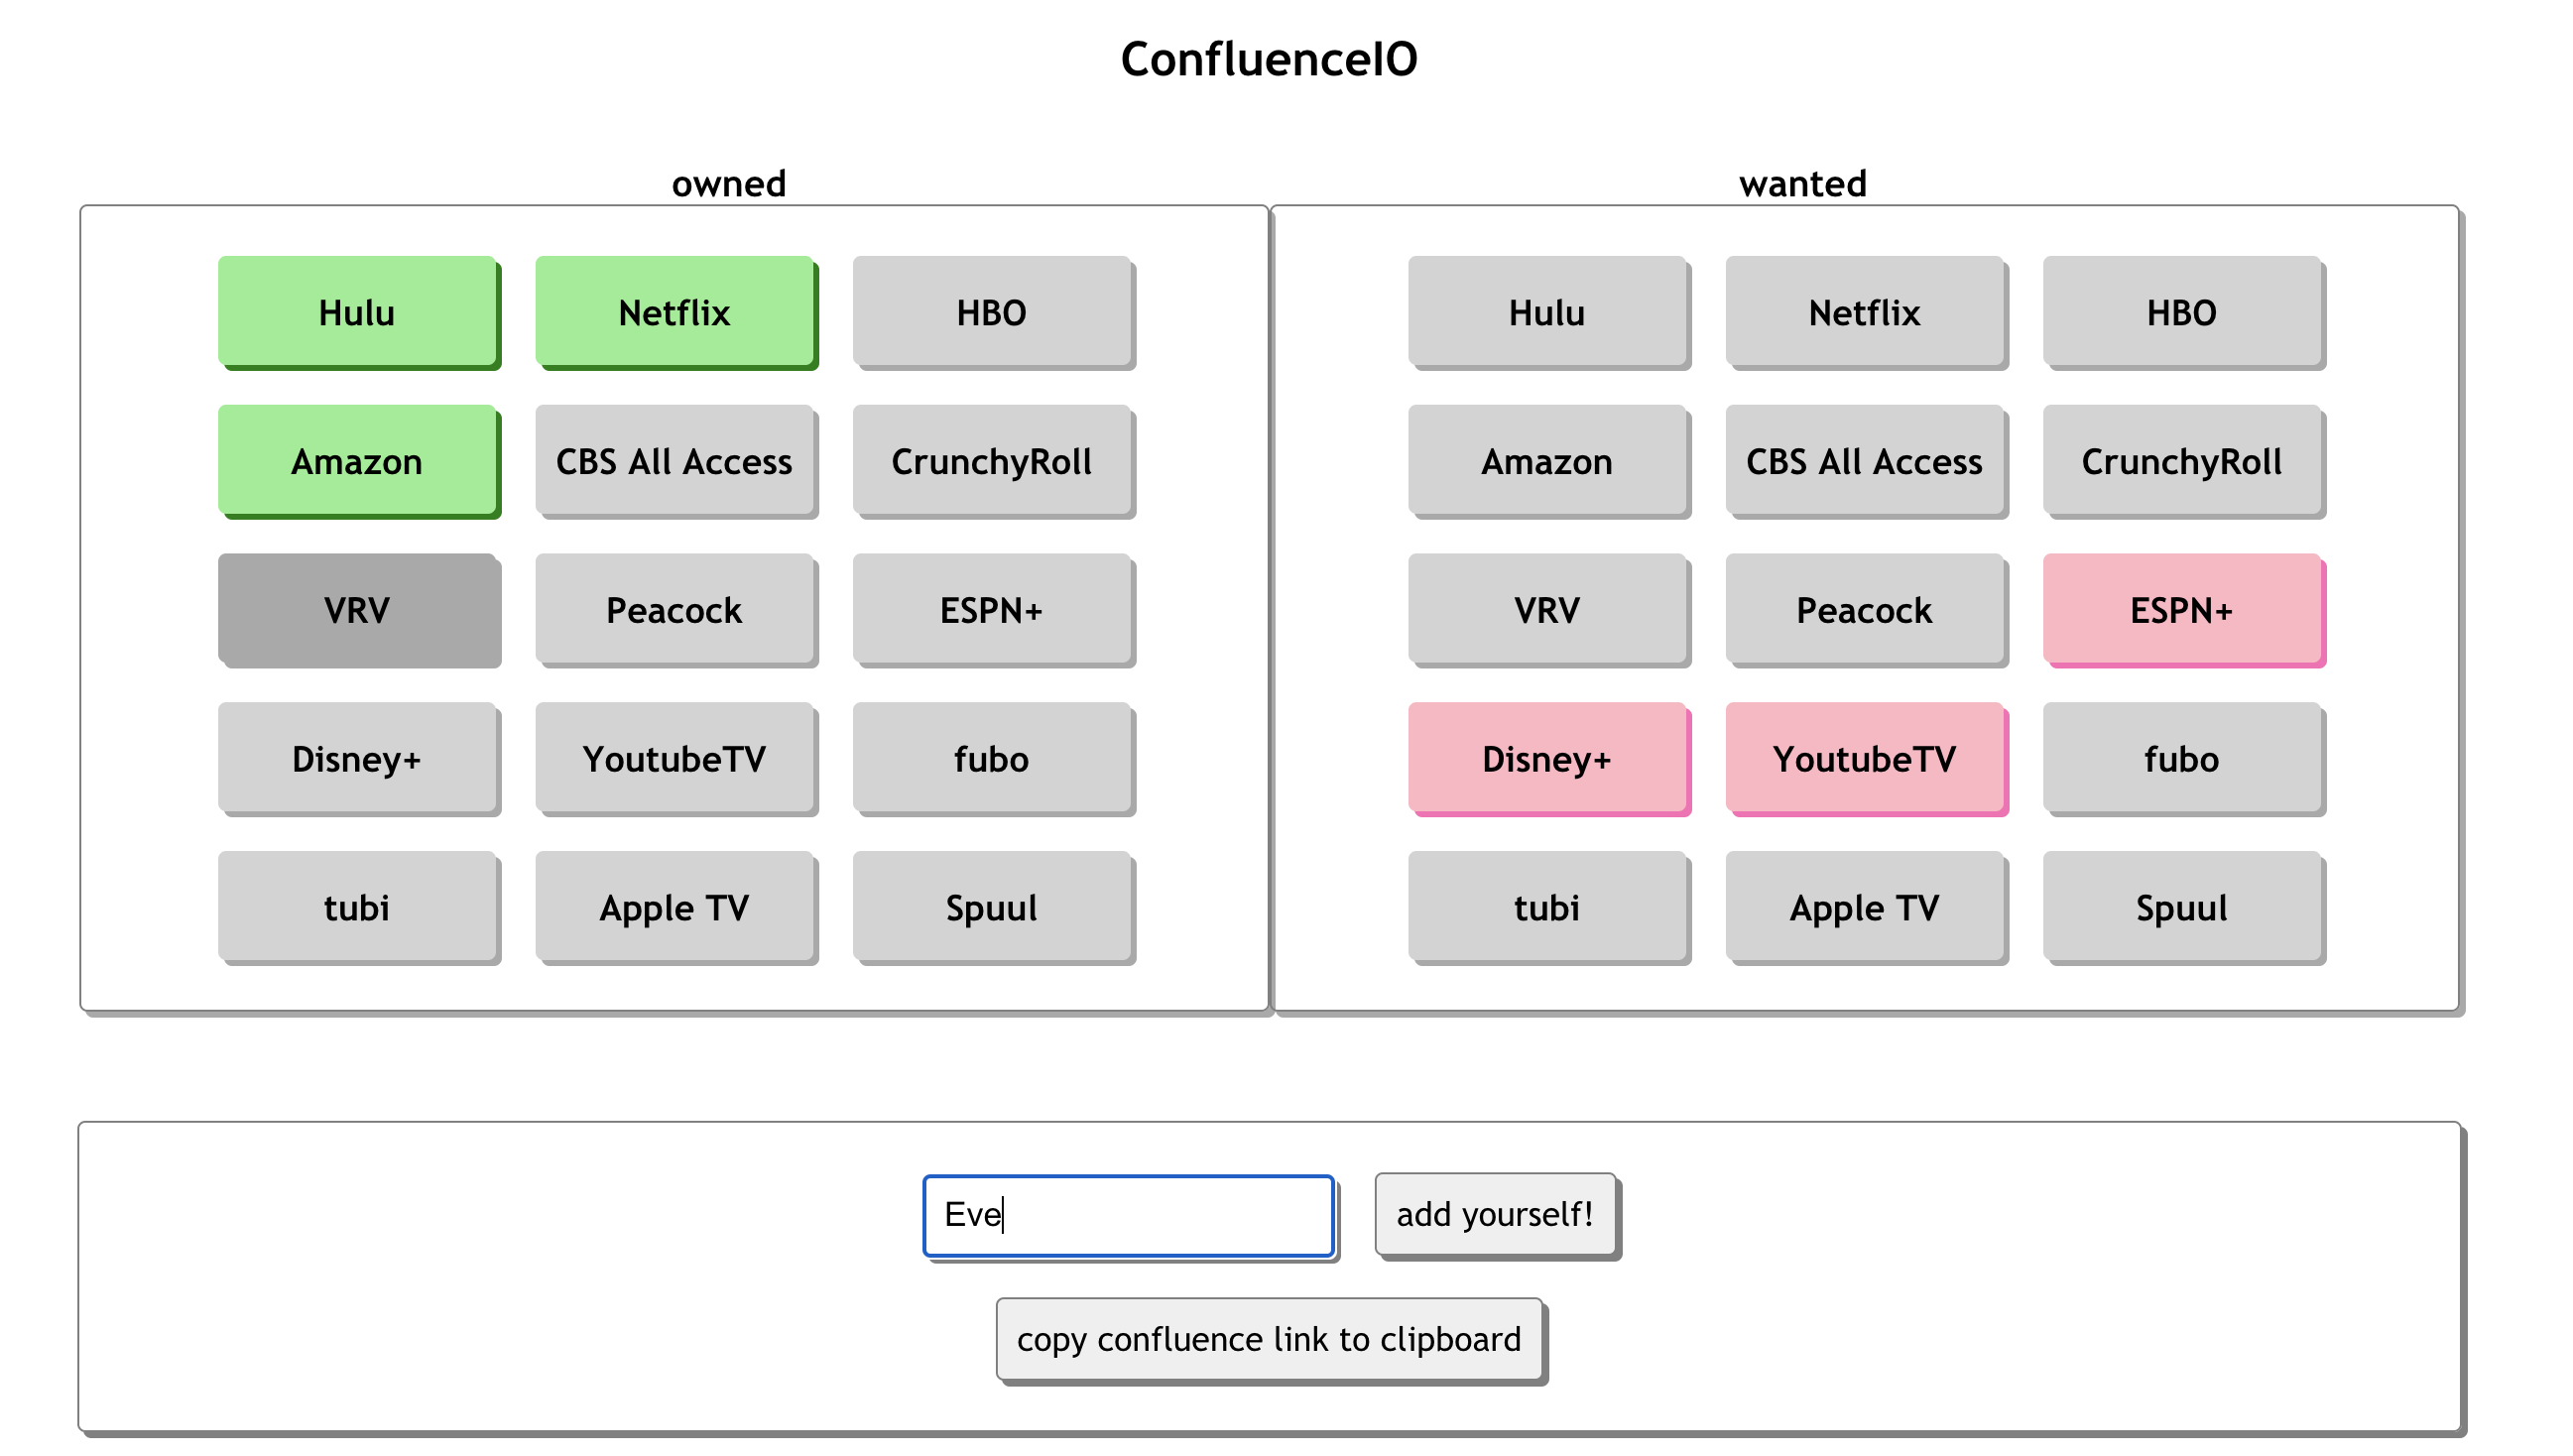 ConfluenceIO
owned
Hulu Netflix HBO
Amazon CBS All Access CrunchyRoll
VRV Peacock ESPN+
Disney+ YoutubeTV fubo
tubi Apple TV Spuul
wanted
Hulu Netflix HBO
Amazon CBS All Access CrunchyRoll
VRV Peacock ESPN+
Disney+ YoutubeTV fubo
tubi Apple TV Spuul
Eve add yourself!
copy confluence link to clipboard